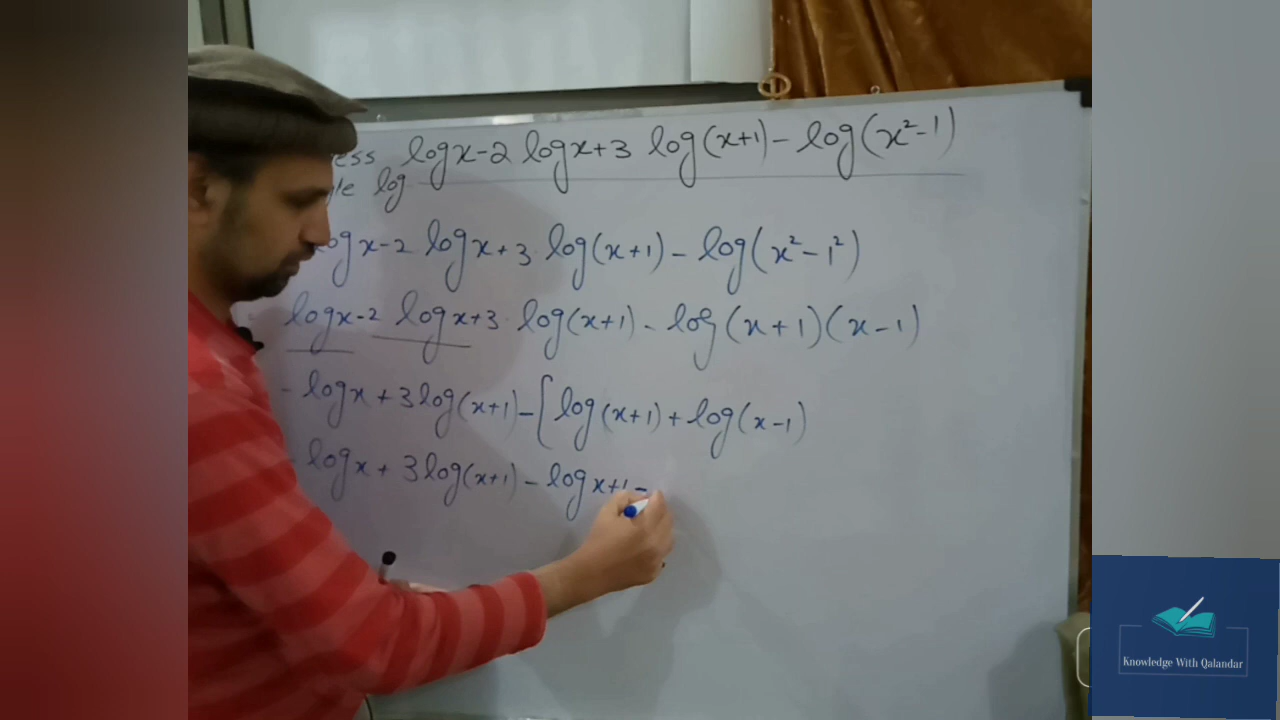 ess log x - 2 log x + 3 log(x+1) - log(x² - 1)
le log
log x - 2 log x + 3 · log(x+1) - log(x² - 1²)
log x - 2 log x + 3 · log(x+1) - log(x+1)(x-1)
- log x + 3 log(x+1) - [log(x+1) + log(x-1)
log x + 3 log(x+1) - log x+1 -
Knowledge With Qalandar